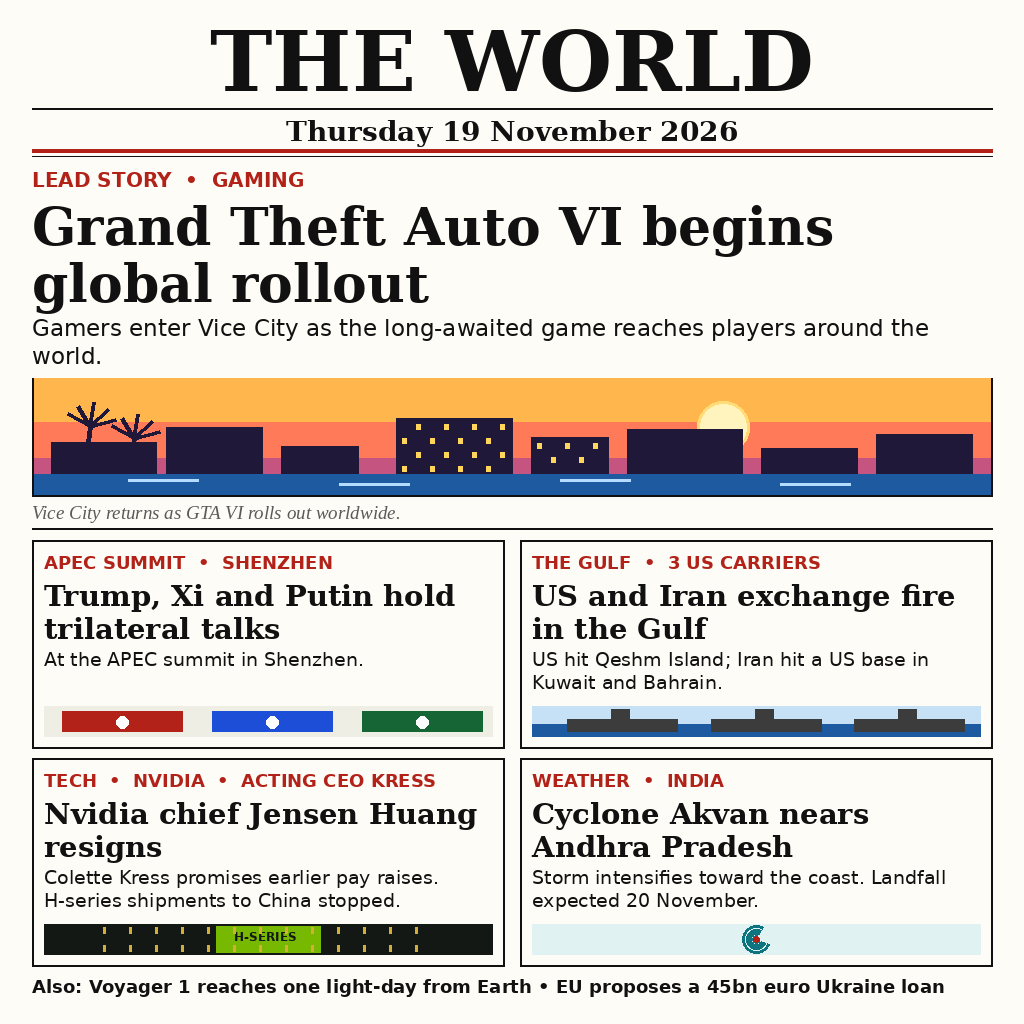 THE WORLD
Thursday 19 November 2026
LEAD STORY • GAMING
Grand Theft Auto VI begins
global rollout
Gamers enter Vice City as the long-awaited game reaches players around the
world.
Vice City returns as GTA VI rolls out worldwide.
APEC SUMMIT • SHENZHEN
Trump, Xi and Putin hold
trilateral talks
At the APEC summit in Shenzhen.
THE GULF • 3 US CARRIERS
US and Iran exchange fire
in the Gulf
US hit Qeshm Island; Iran hit a US base in
Kuwait and Bahrain.
TECH • NVIDIA • ACTING CEO KRESS
Nvidia chief Jensen Huang
resigns
Colette Kress promises earlier pay raises.
H-series shipments to China stopped.
H-SERIES
WEATHER • INDIA
Cyclone Akvan nears
Andhra Pradesh
Storm intensifies toward the coast. Landfall
expected 20 November.
Also: Voyager 1 reaches one light-day from Earth • EU proposes a 45bn euro Ukraine loan